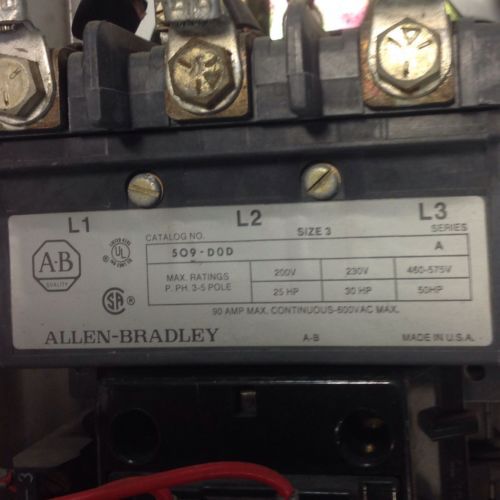 L1 L2 L3
CATALOG NO. SIZE 3 SERIES
509-DOD A
A-B
QUALITY
MAX. RATINGS 200V 230V 460-575V
P. PH. 3-5 POLE 25 HP 30 HP 50HP
SA
90 AMP MAX. CONTINUOUS-600VAC MAX.
ALLEN-BRADLEY A-B MADE IN U.S.A.